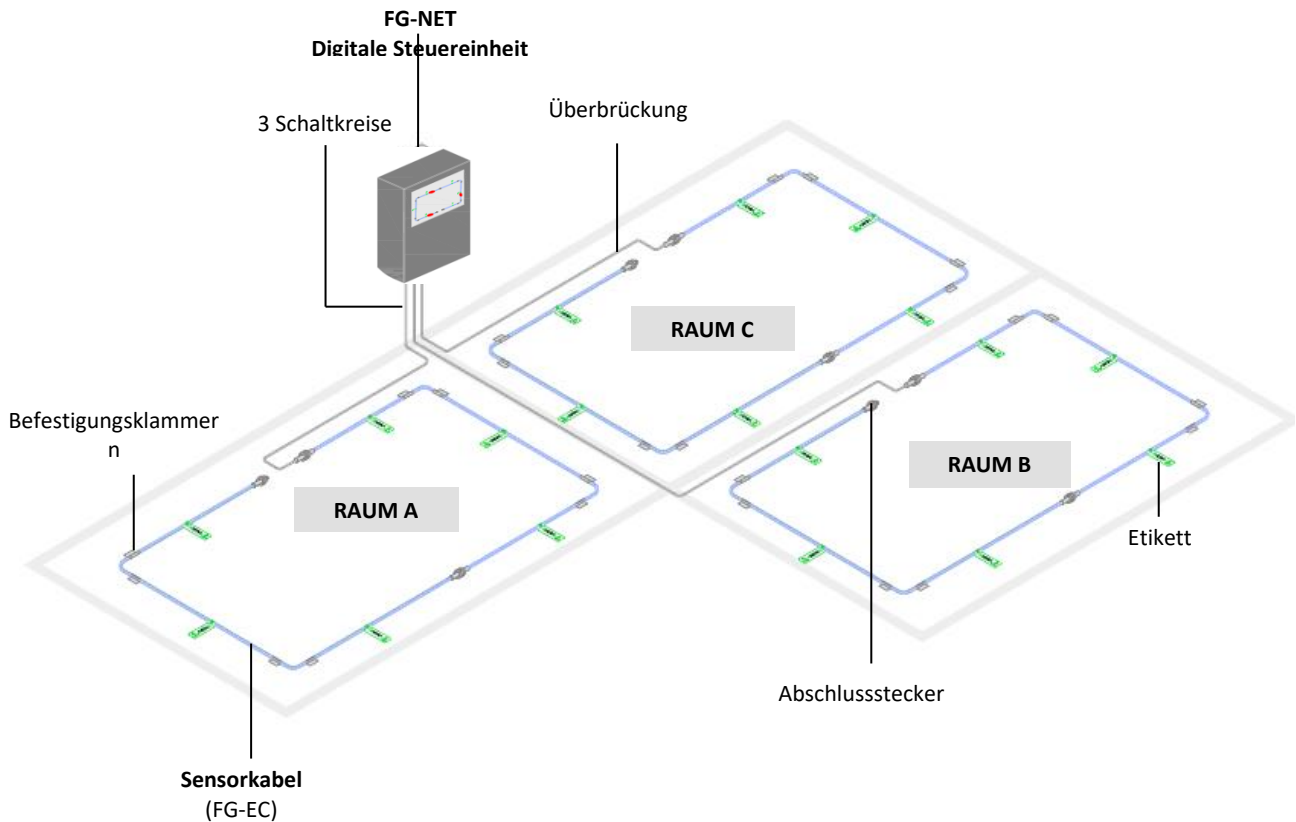 FG-NET
Digitale Steuereinheit
Überbrückung
3 Schaltkreise
RAUM C
Befestigungsklammer
n
RAUM B
RAUM A
Etikett
Abschlussstecker
Sensorkabel
(FG-EC)